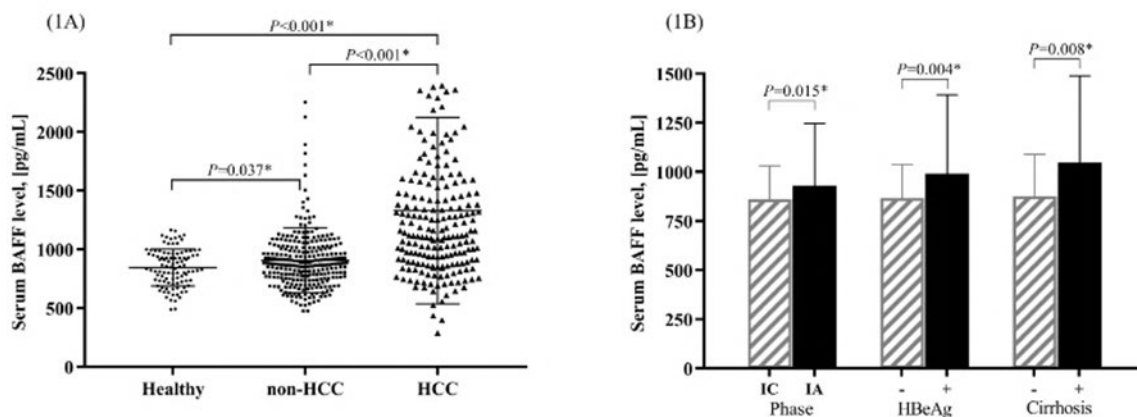 (1A)
P<0.001*
P<0.001*
P=0.037*
Serum BAFF level, [pg/mL]
2500
2000
1500
1000
500
0
Healthy non-HCC HCC
(1B)
P=0.008*
P=0.004*
P=0.015*
Serum BAFF level, [pg/mL]
1500
1250
1000
750
500
250
0
IC IA - + - +
Phase HBeAg Cirrhosis